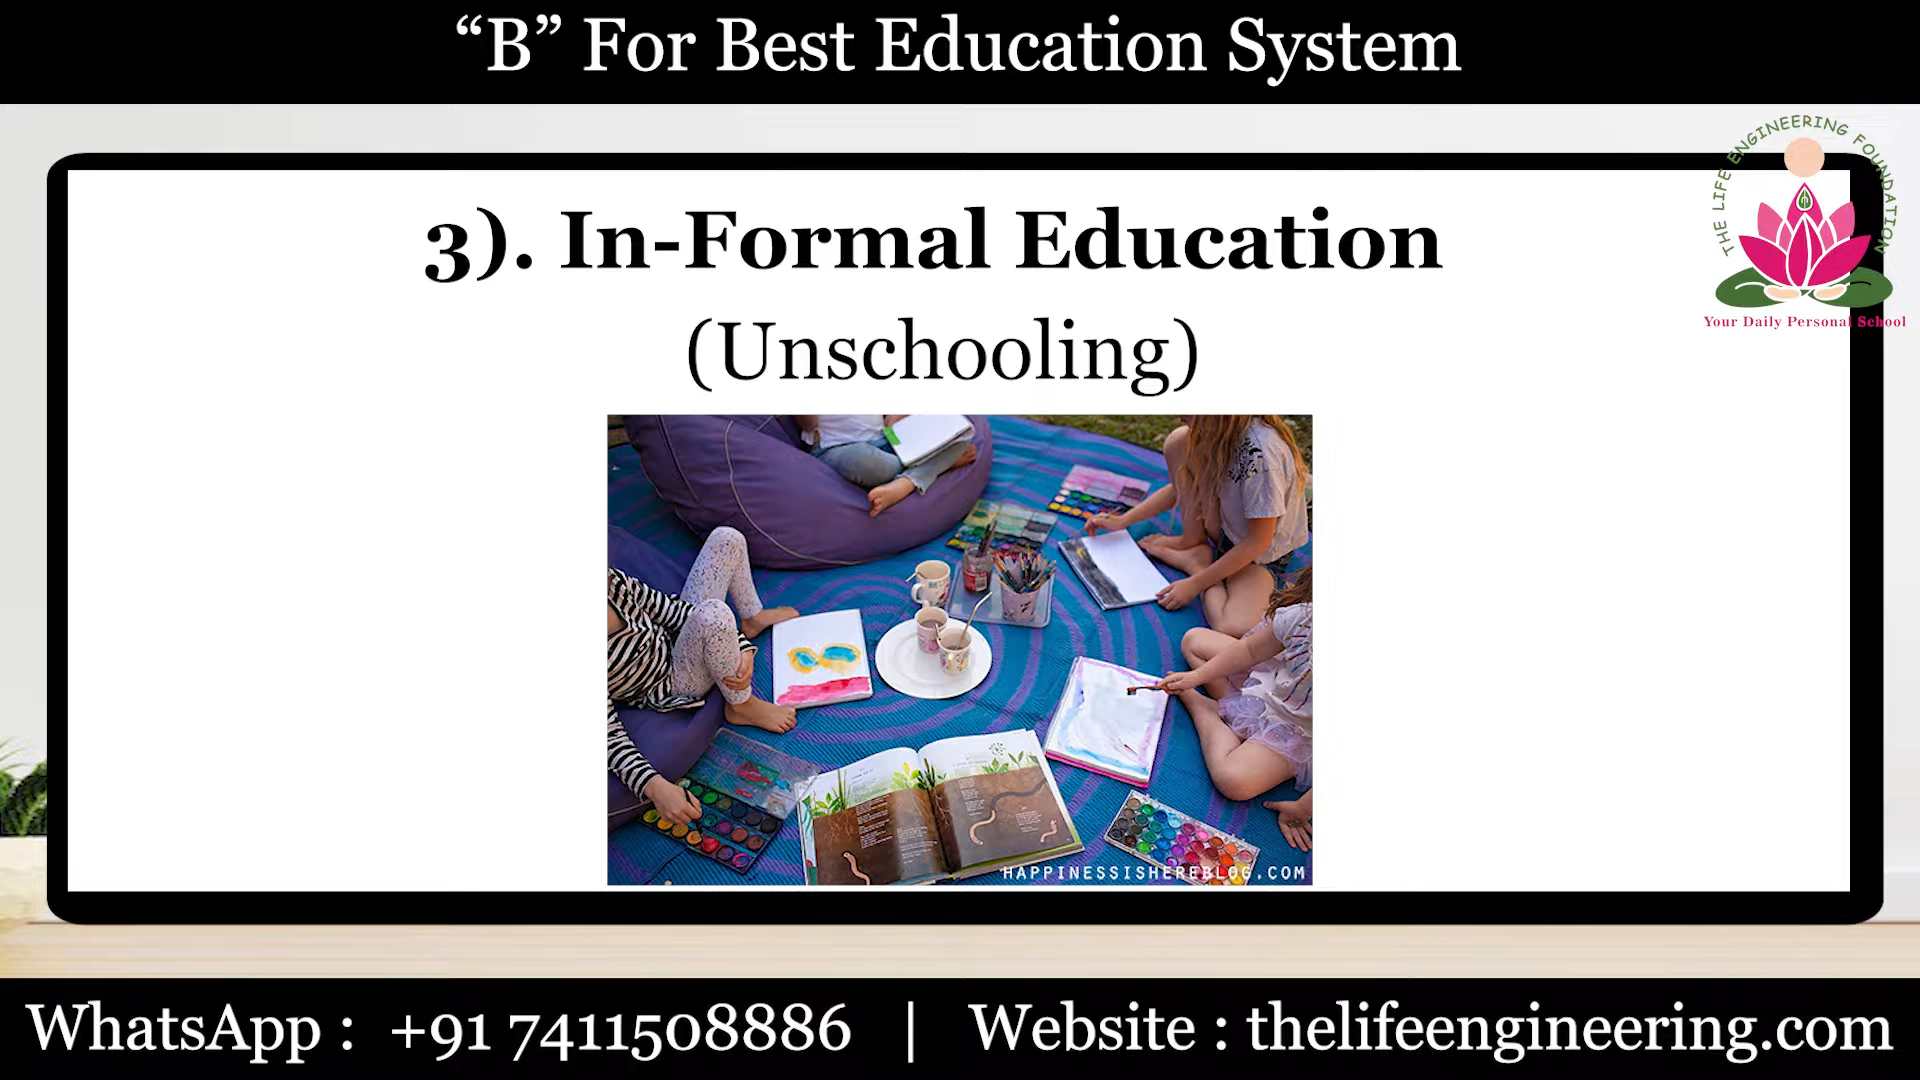 “B” For Best Education System
THE LIFE ENGINEERING FOUNDATION
Your Daily Personal School
3). In-Formal Education
(Unschooling)
HAPPINESSISHEREBLOG.COM
WhatsApp : +91 7411508886 | Website : thelifeengineering.com